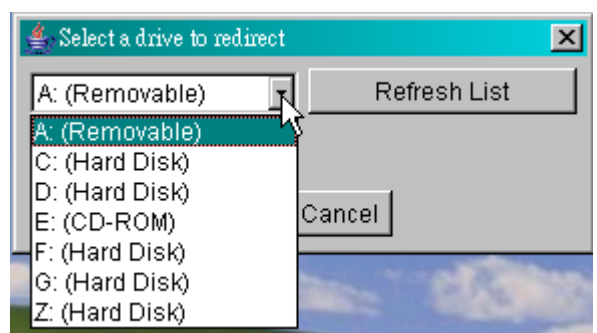 Select a drive to redirect
A: (Removable)
Refresh List
A: (Removable)
C: (Hard Disk)
D: (Hard Disk)
E: (CD-ROM)
Cancel
F: (Hard Disk)
G: (Hard Disk)
Z: (Hard Disk)